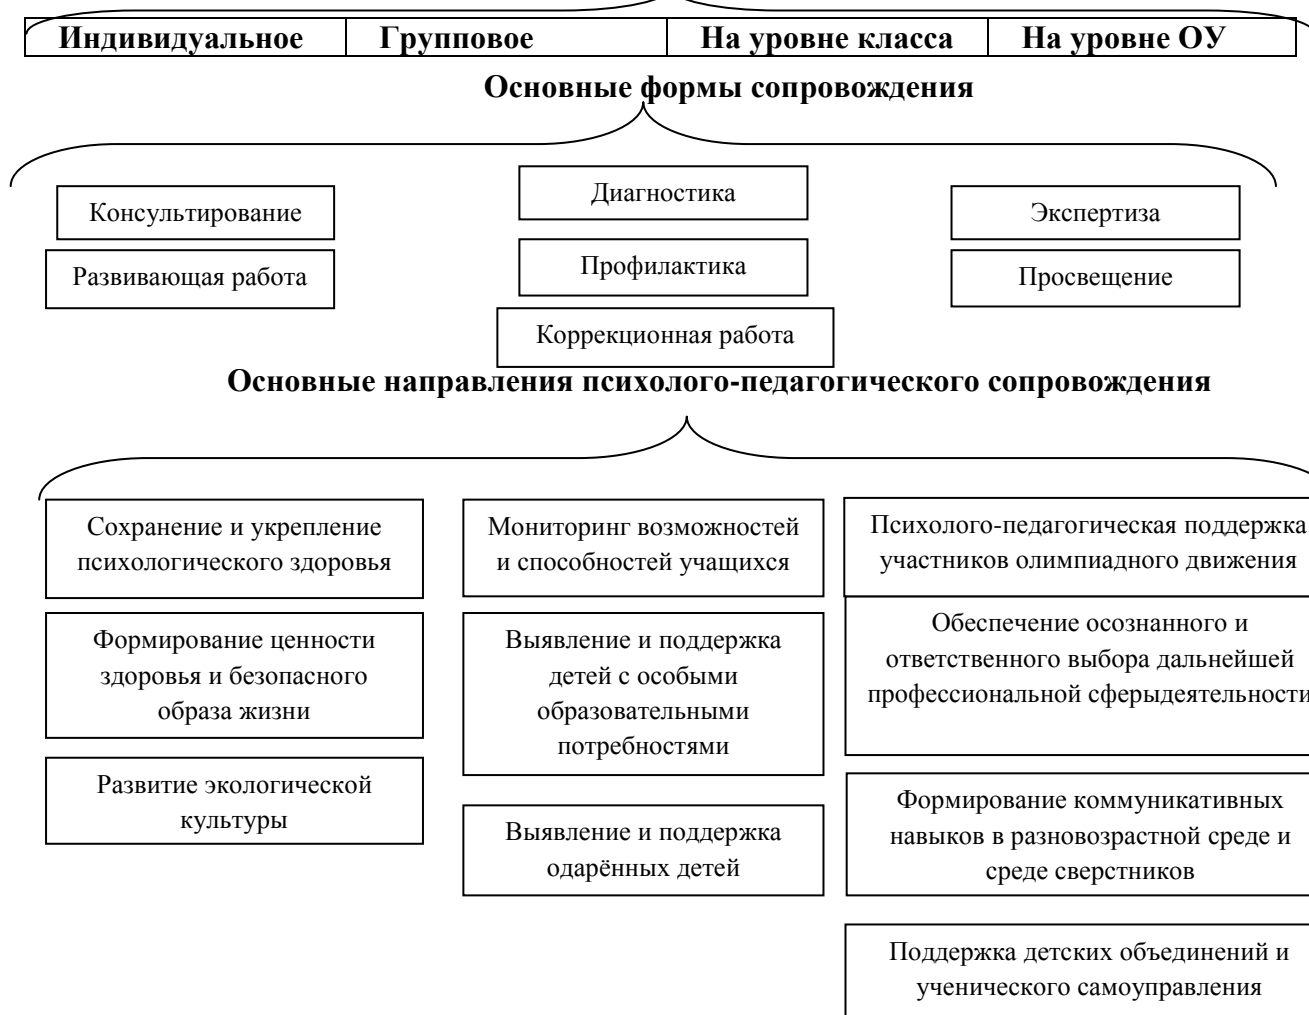 Индивидуальное Групповое На уровне класса На уровне ОУ
Основные формы сопровождения
Консультирование
Развивающая работа
Диагностика
Профилактика
Коррекционная работа
Экспертиза
Просвещение
Основные направления психолого-педагогического сопровождения
Сохранение и укрепление
психологического здоровья
Формирование ценности
здоровья и безопасного
образа жизни
Развитие экологической
культуры
Мониторинг возможностей
и способностей учащихся
Выявление и поддержка
детей с особыми
образовательными
потребностями
Выявление и поддержка
одарённых детей
Психолого-педагогическая поддержка
участников олимпиадного движения
Обеспечение осознанного и
ответственного выбора дальнейшей
профессиональной сферыдеятельности
Формирование коммуникативных
навыков в разновозрастной среде и
среде сверстников
Поддержка детских объединений и
ученического самоуправления